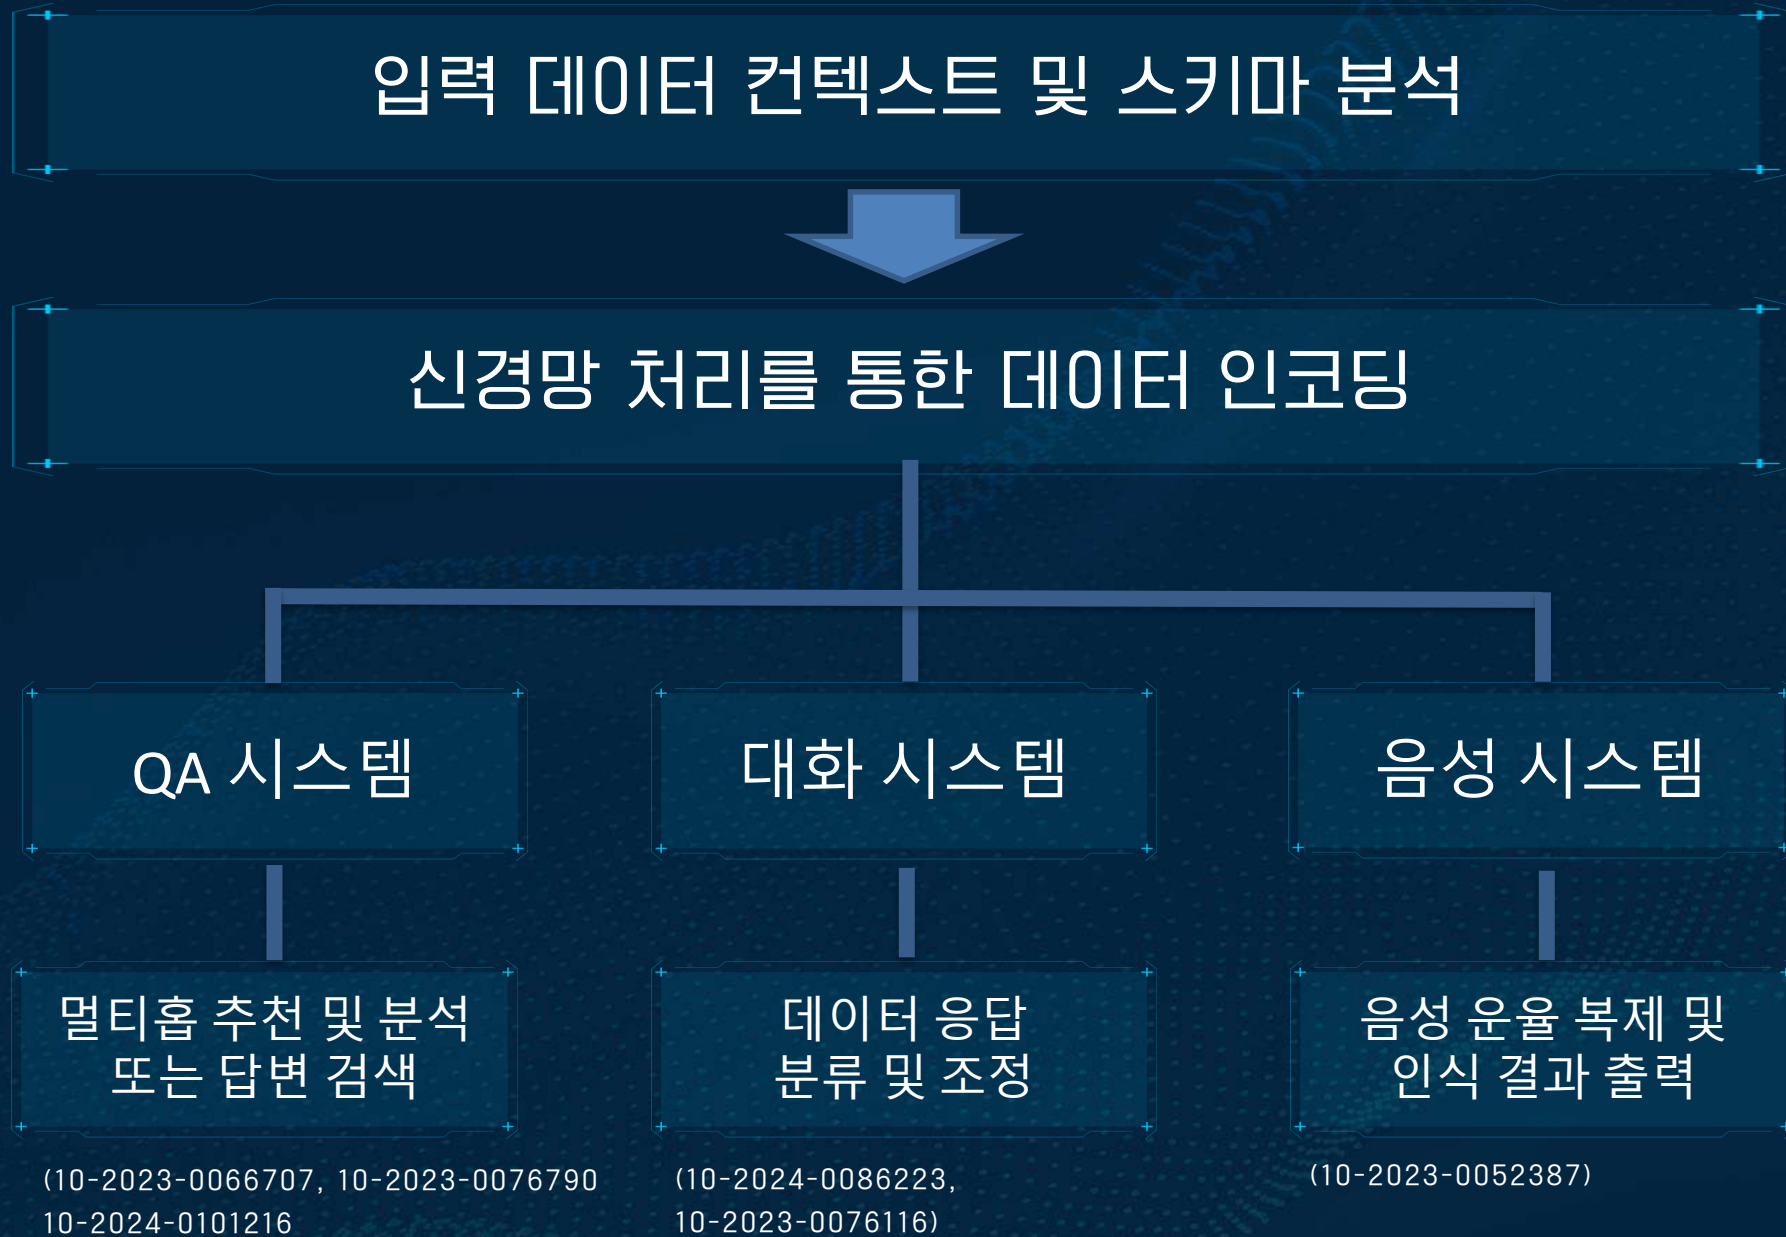 입력 데이터 컨텍스트 및 스키마 분석
신경망 처리를 통한 데이터 인코딩
QA 시스템
대화 시스템
음성 시스템
멀티홉 추천 및 분석
또는 답변 검색
데이터 응답
분류 및 조정
음성 운율 복제 및
인식 결과 출력
(10-2023-0066707, 10-2023-0076790
10-2024-0101216
(10-2024-0086223,
10-2023-0076116)
(10-2023-0052387)